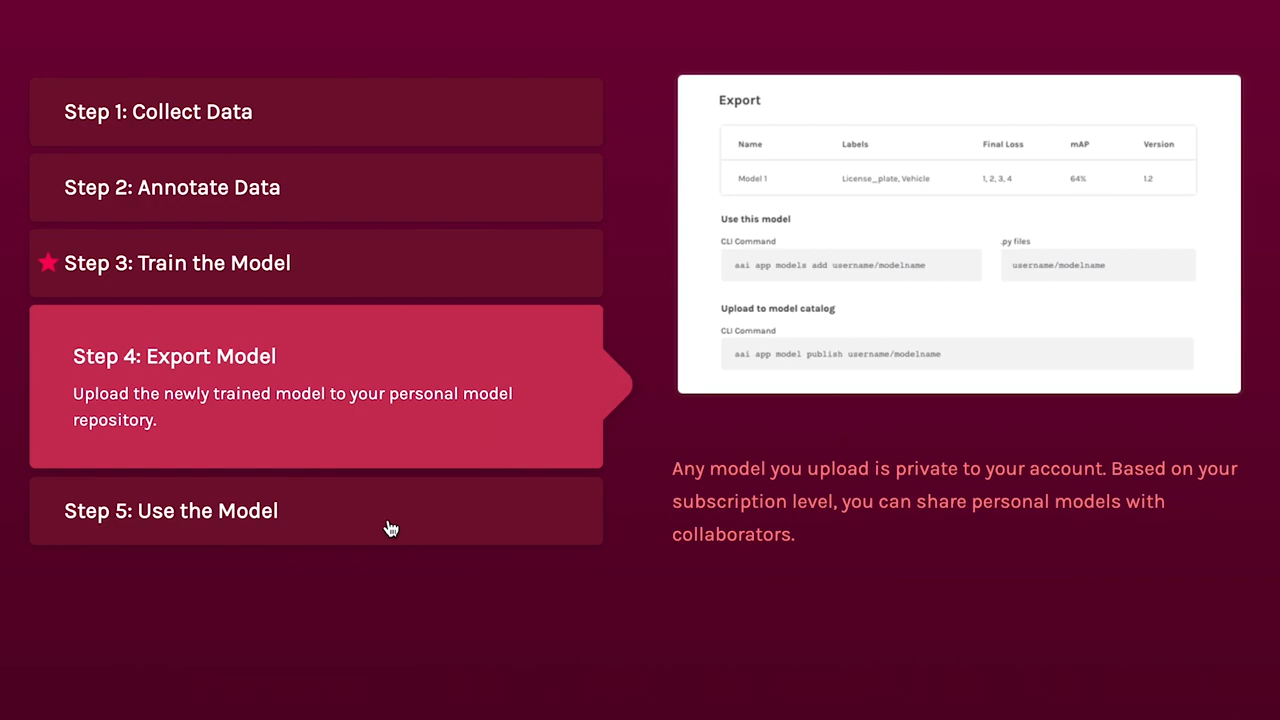 Step 1: Collect Data
Step 2: Annotate Data
Step 3: Train the Model
Step 4: Export Model
Upload the newly trained model to your personal model
repository.
Step 5: Use the Model
Export
Name Labels Final Loss mAP Version
Model 1 License_plate, Vehicle 1, 2, 3, 4 64% 1.2
Use this model
CLI Command .py files
aai app models add username/modelname username/modelname
Upload to model catalog
CLI Command
aai app model publish username/modelname
Any model you upload is private to your account. Based on your
subscription level, you can share personal models with
collaborators.